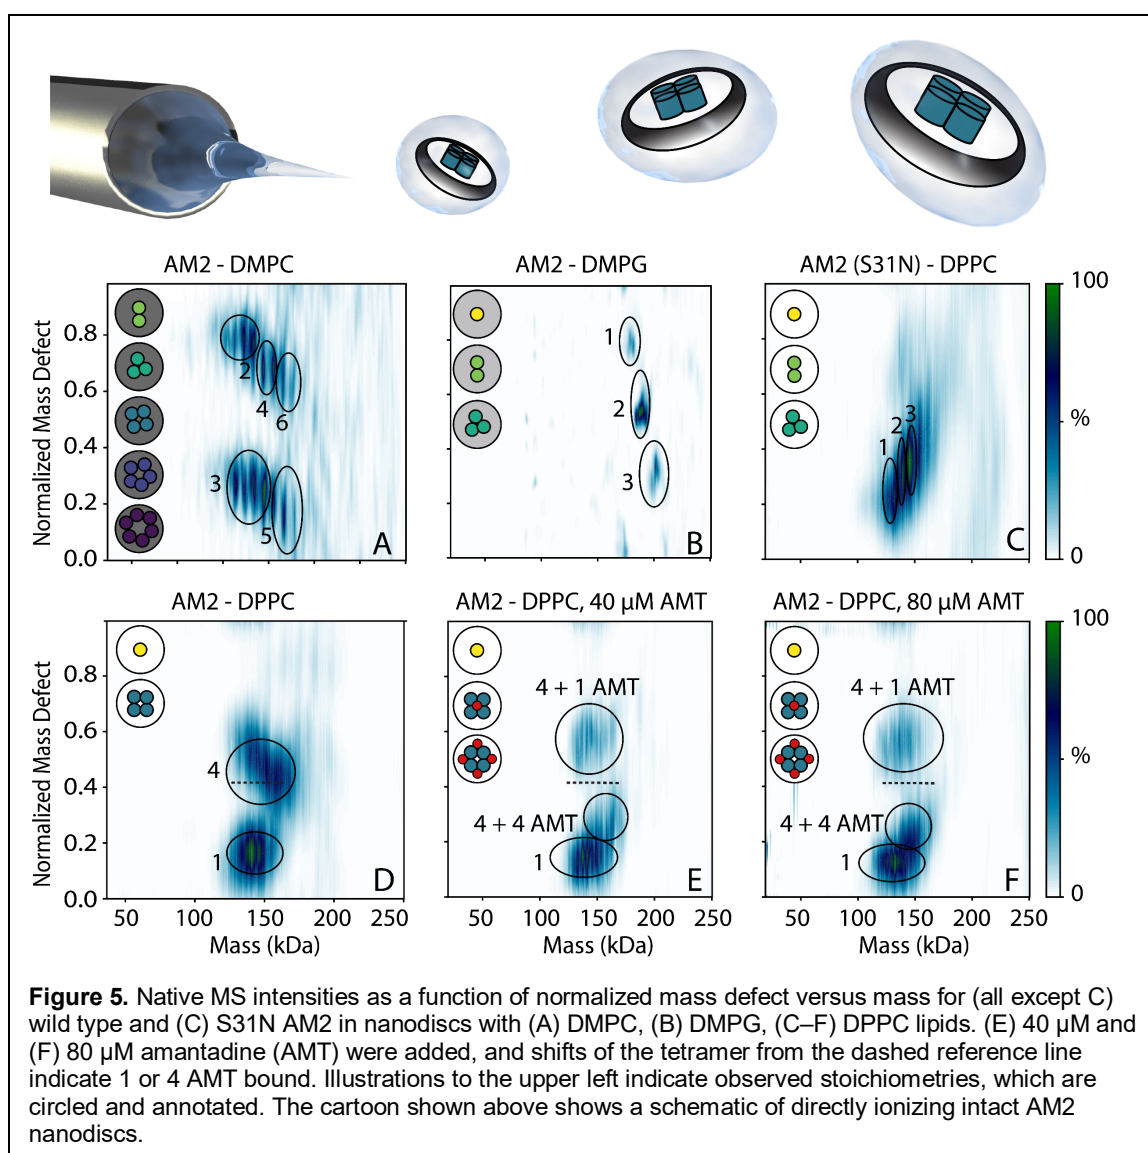 AM2 - DMPC
AM2 - DMPG
AM2 (S31N) - DPPC
Normalized Mass Defect
0.8
0.6
0.4
0.2
0.0
2
4
6
3
5
A
1
2
3
B
1
2
3
C
100
%
0
AM2 - DPPC
AM2 - DPPC, 40 µM AMT
AM2 - DPPC, 80 µM AMT
Normalized Mass Defect
0.8
0.6
0.4
0.2
0.0
4
1
D
4 + 1 AMT
4 + 4 AMT
1
E
4 + 1 AMT
4 + 4 AMT
1
F
100
%
0
50 100 150 200 250
Mass (kDa)
50 100 150 200 250
Mass (kDa)
50 100 150 200 250
Mass (kDa)
Figure 5. Native MS intensities as a function of normalized mass defect versus mass for (all except C)
wild type and (C) S31N AM2 in nanodiscs with (A) DMPC, (B) DMPG, (C–F) DPPC lipids. (E) 40 µM and
(F) 80 µM amantadine (AMT) were added, and shifts of the tetramer from the dashed reference line
indicate 1 or 4 AMT bound. Illustrations to the upper left indicate observed stoichiometries, which are
circled and annotated. The cartoon shown above shows a schematic of directly ionizing intact AM2
nanodiscs.